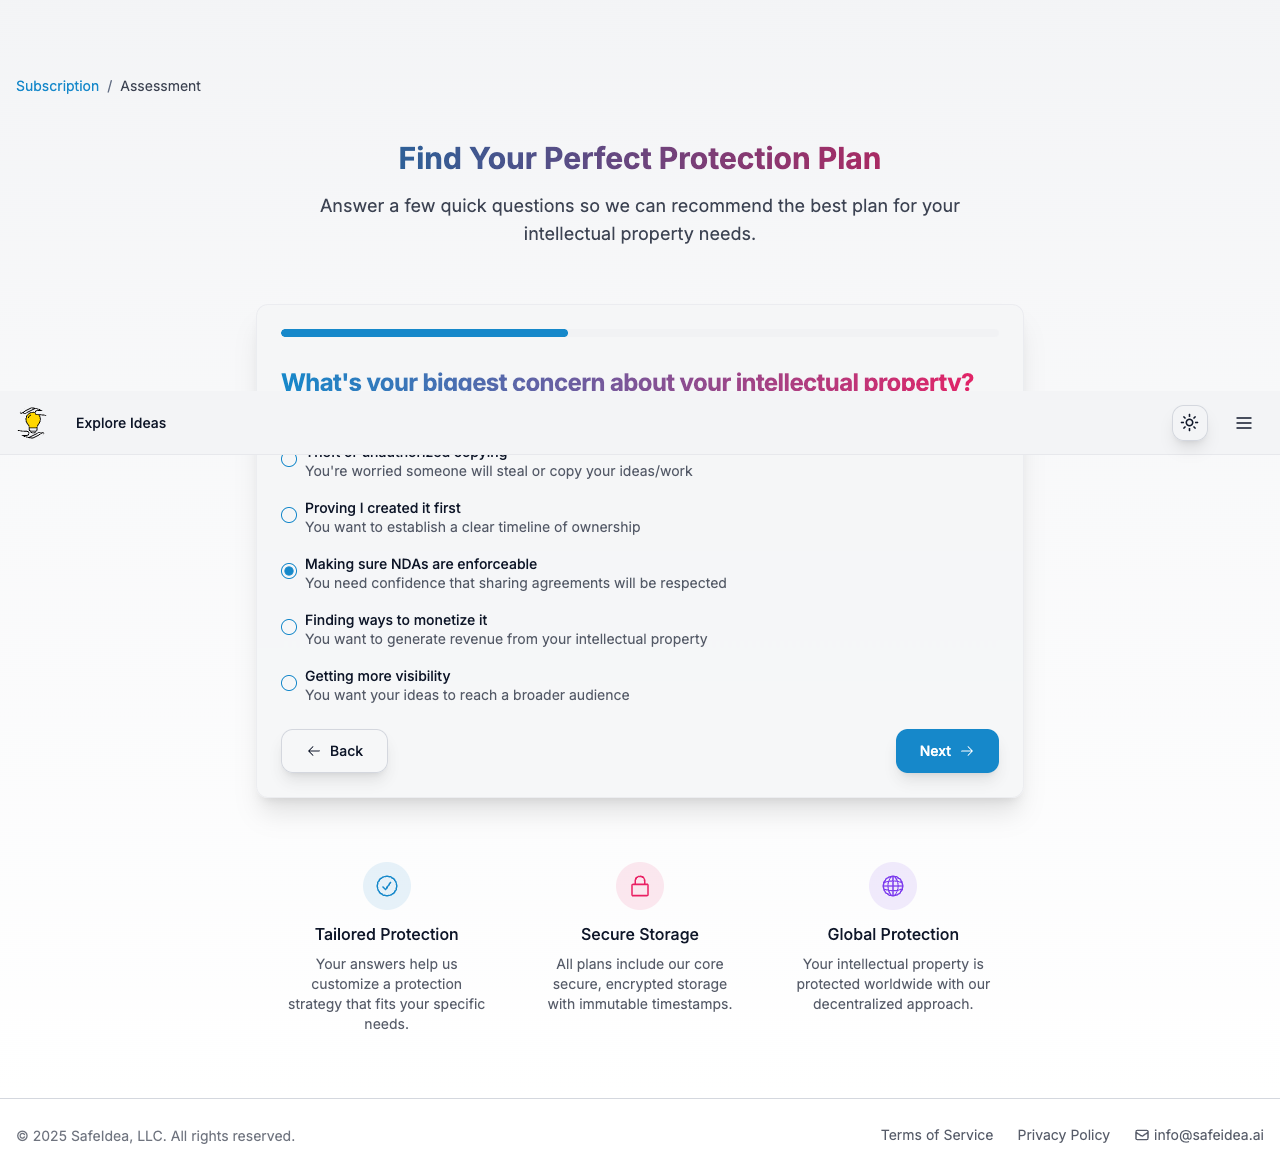 Subscription / Assessment
Find Your Perfect Protection Plan
Answer a few quick questions so we can recommend the best plan for your
intellectual property needs.
What's your biggest concern about your intellectual property?
Explore Ideas
Theft or unauthorized copying
You're worried someone will steal or copy your ideas/work
Proving I created it first
You want to establish a clear timeline of ownership
Making sure NDAs are enforceable
You need confidence that sharing agreements will be respected
Finding ways to monetize it
You want to generate revenue from your intellectual property
Getting more visibility
You want your ideas to reach a broader audience
Back
Next
Tailored Protection
Your answers help us
customize a protection
strategy that fits your specific
needs.
Secure Storage
All plans include our core
secure, encrypted storage
with immutable timestamps.
Global Protection
Your intellectual property is
protected worldwide with our
decentralized approach.
© 2025 SafeIdea, LLC. All rights reserved.
Terms of Service
Privacy Policy
info@safeidea.ai